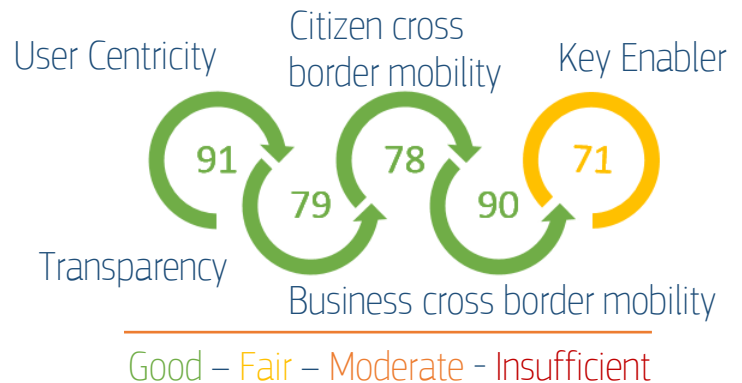 User Centricity
Citizen cross
border mobility
Key Enabler
91
79
78
90
71
Transparency
Business cross border mobility
Good – Fair – Moderate - Insufficient